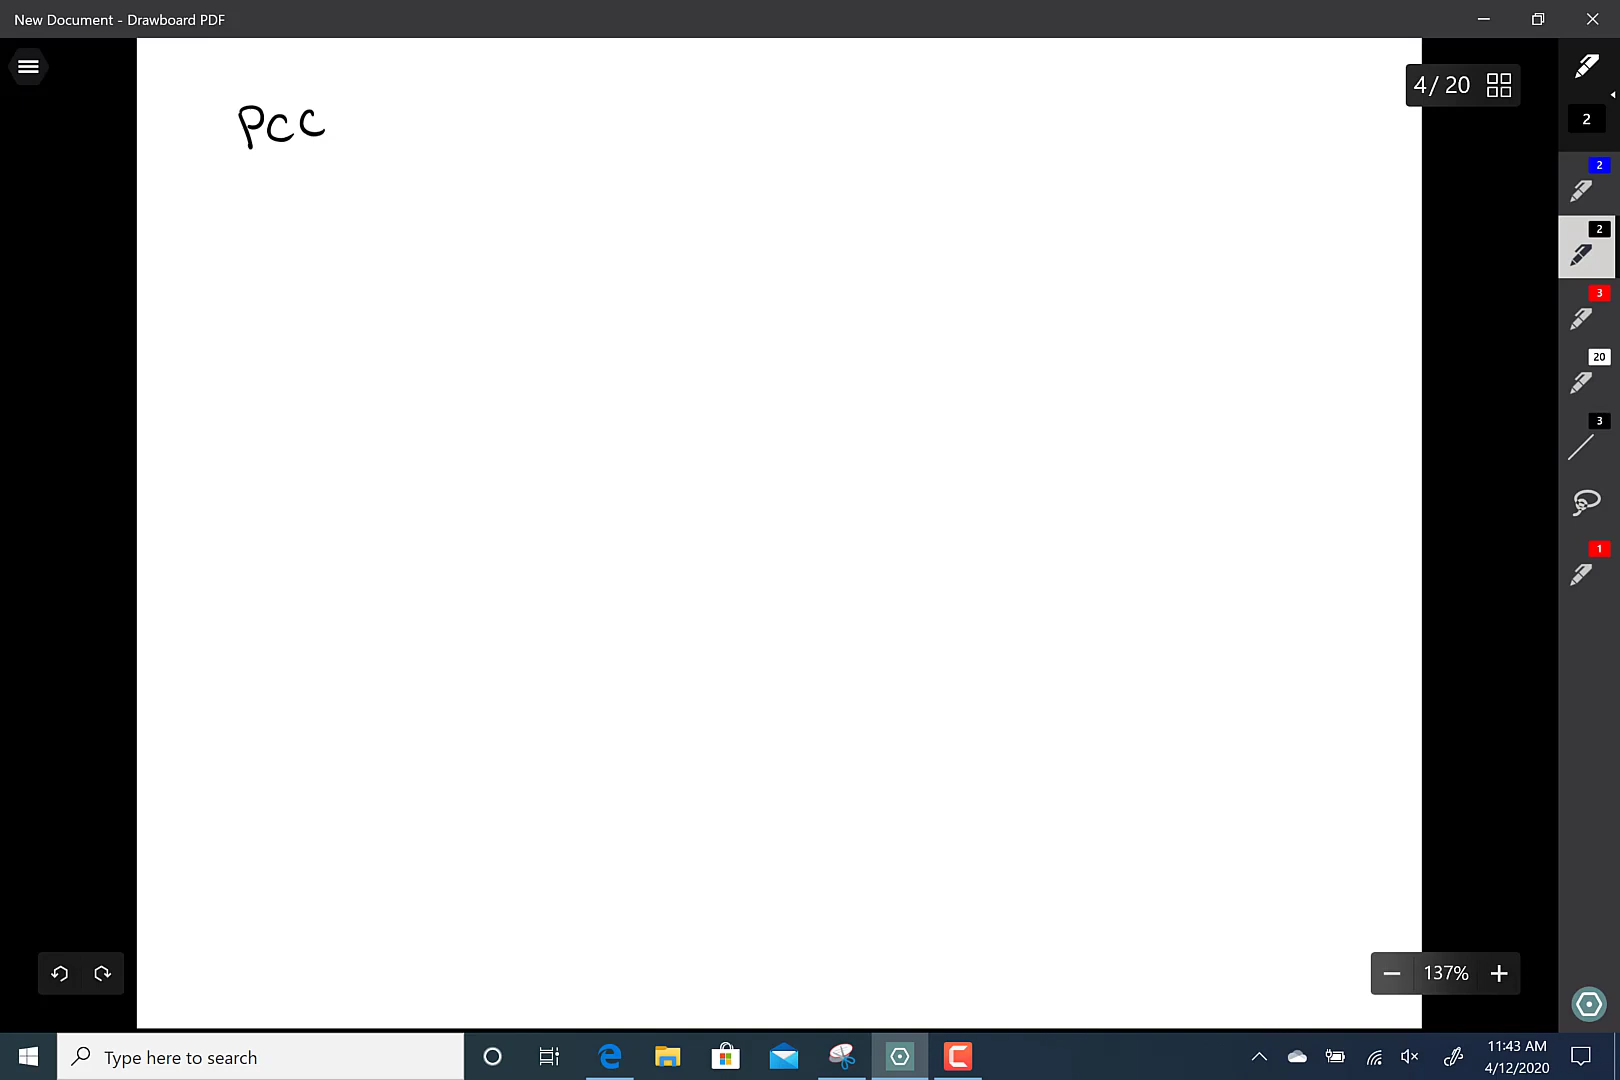 New Document - Drawboard PDF
PCC
4 / 20
2
2
2
3
20
3
1
137%
Type here to search
11:43 AM
4/12/2020